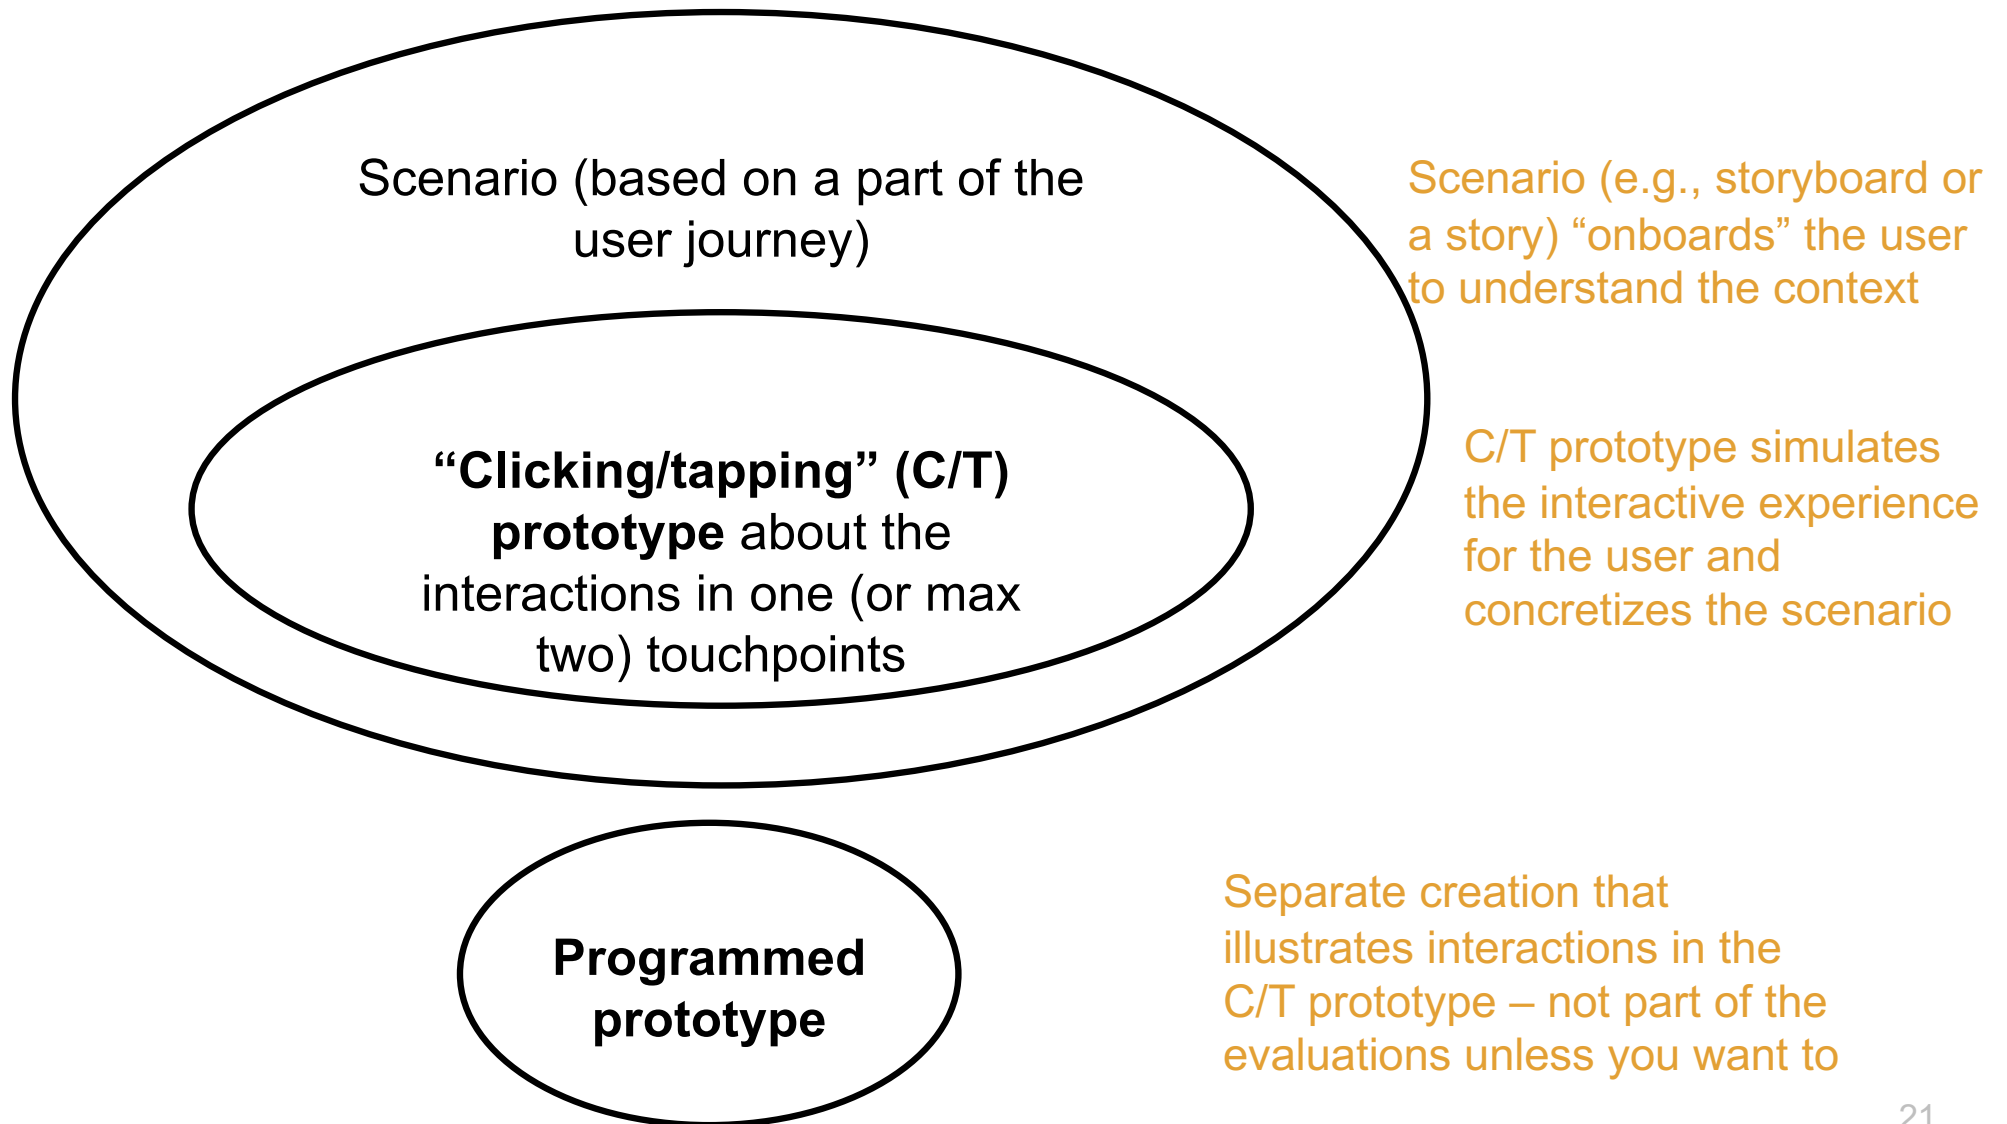 Scenario (based on a part of the
user journey)
Scenario (e.g., storyboard or
a story) “onboards” the user
to understand the context
“Clicking/tapping” (C/T)
prototype about the
interactions in one (or max
two) touchpoints
C/T prototype simulates
the interactive experience
for the user and
concretizes the scenario
Programmed
prototype
Separate creation that
illustrates interactions in the
C/T prototype – not part of the
evaluations unless you want to
21